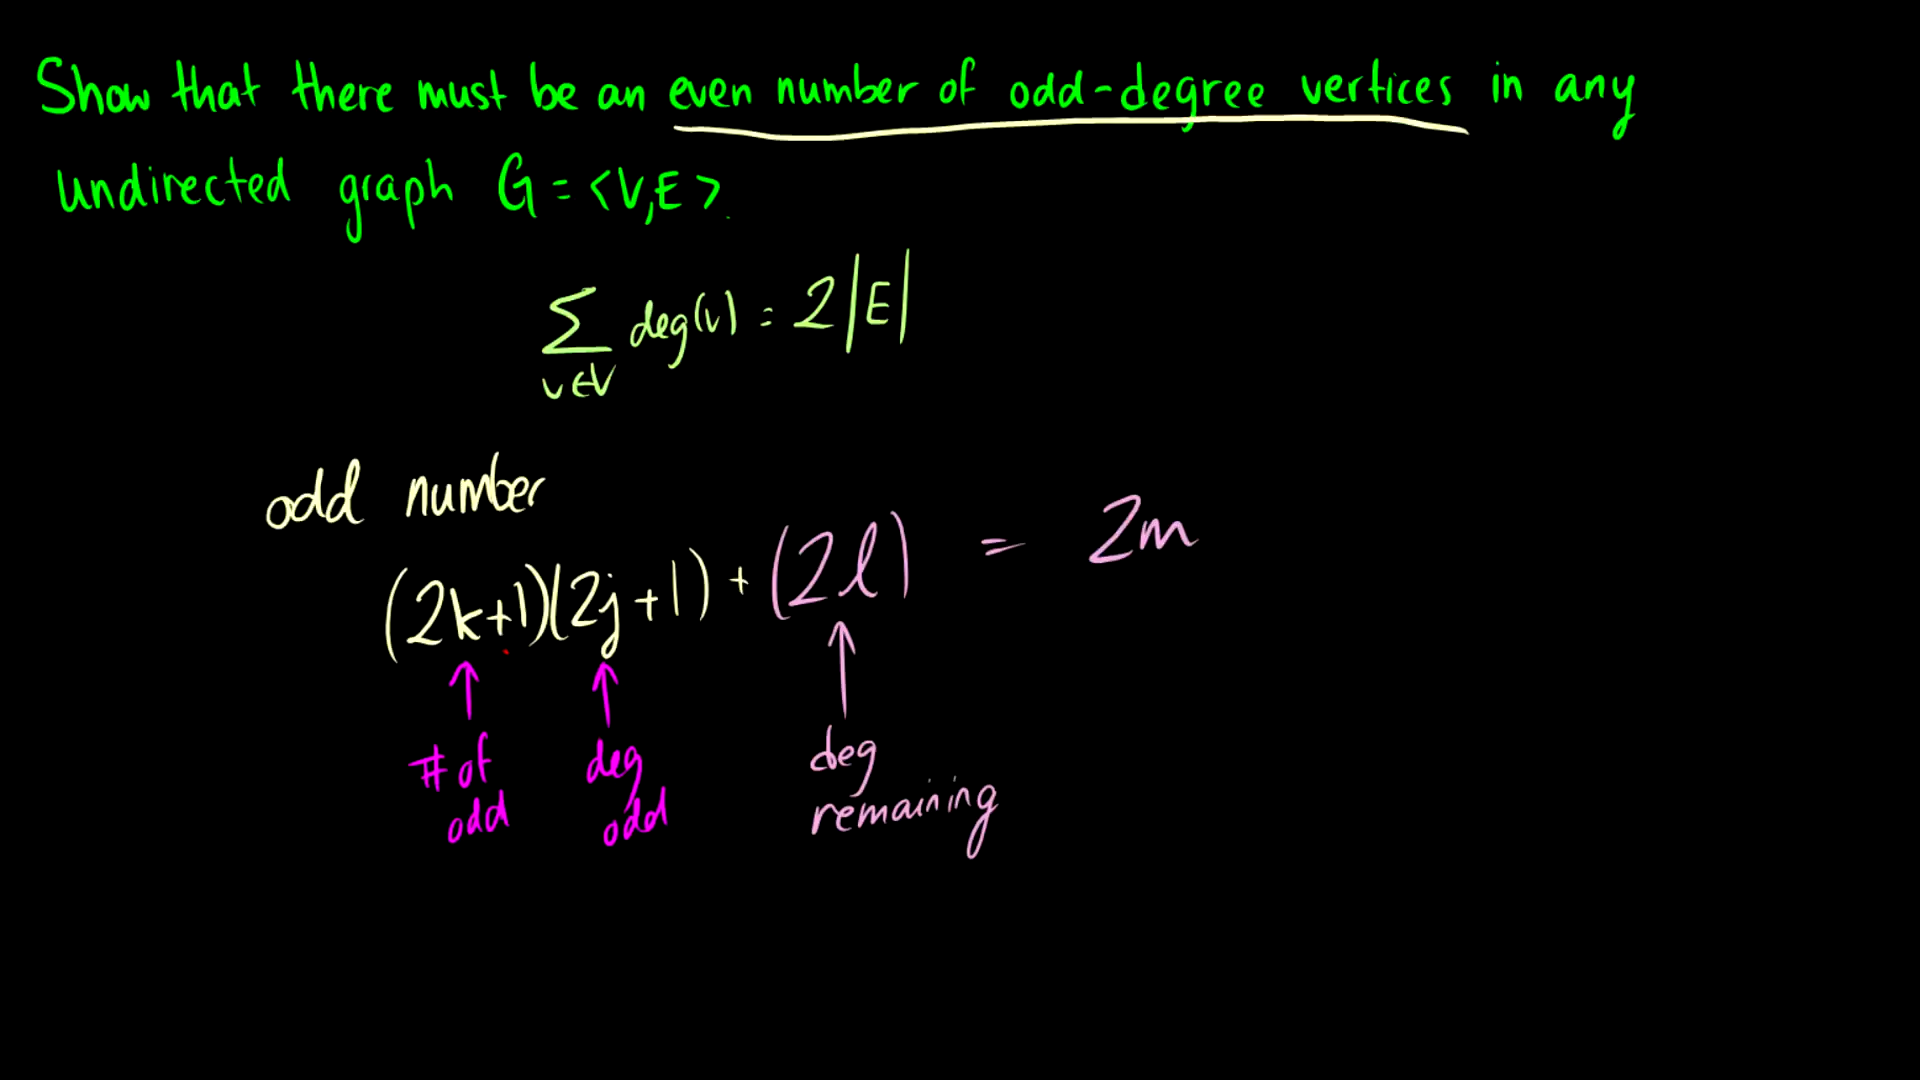 Show that there must be an even number of odd-degree vertices in any
undirected graph G = <V,E>.
∑ deg(v) = 2|E|
v∈V
odd number
(2k+1)(2j+1) + (2l) = 2m
# of odd
deg odd
deg remaining